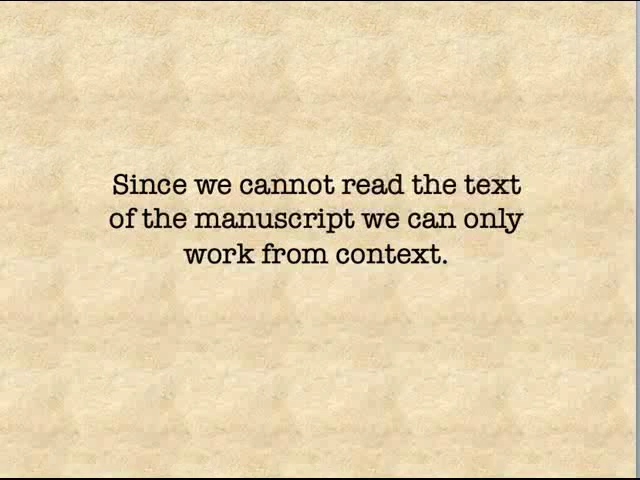 Since we cannot read the text
of the manuscript we can only
work from context.